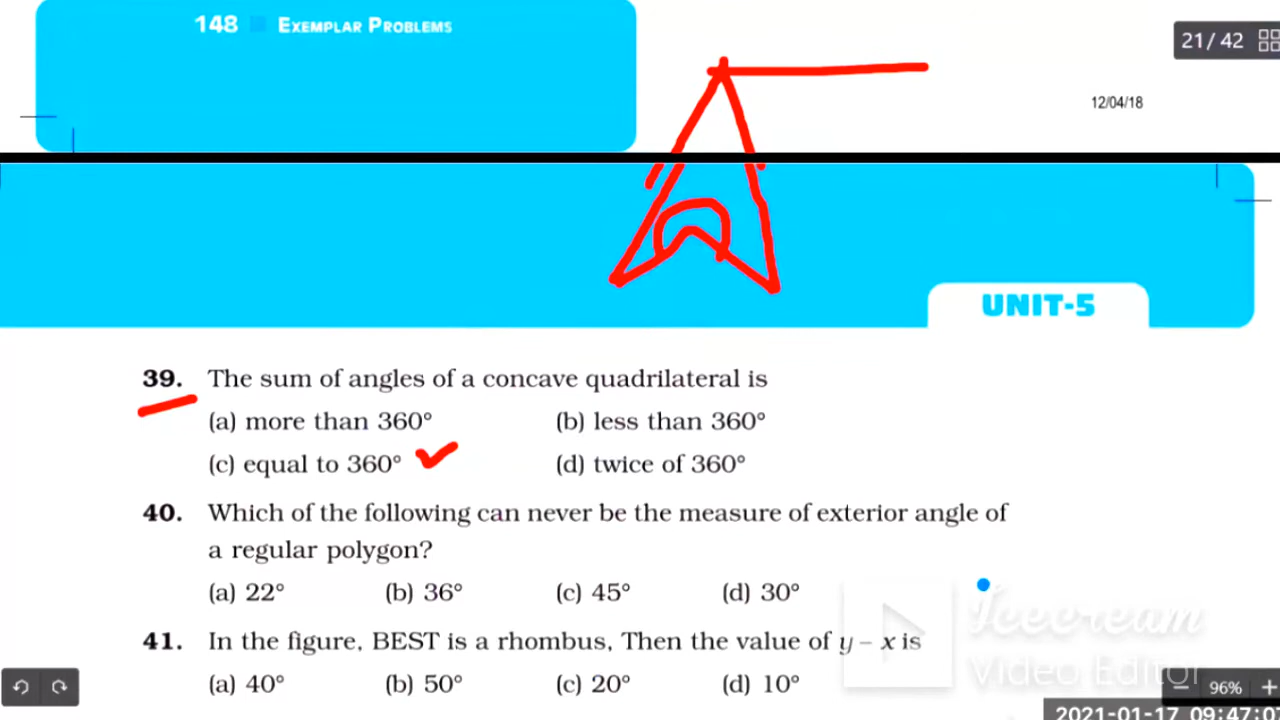 148 EXEMPLAR PROBLEMS
21 / 42
12/04/18
UNIT-5
39. The sum of angles of a concave quadrilateral is
(a) more than 360° (b) less than 360°
(c) equal to 360° (d) twice of 360°
40. Which of the following can never be the measure of exterior angle of
a regular polygon?
(a) 22° (b) 36° (c) 45° (d) 30°
41. In the figure, BEST is a rhombus, Then the value of y – x is
(a) 40° (b) 50° (c) 20° (d) 10°
Icecream
Video Editor
96%
2021-01-17 09:47:07